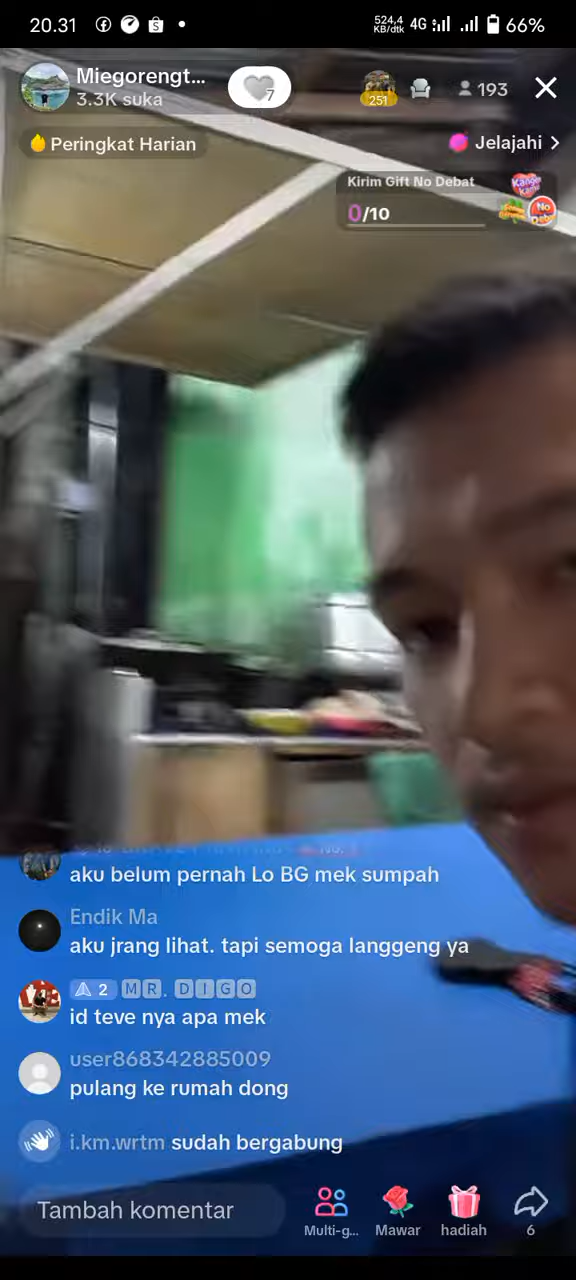 20.31
524,4
KB/dtk
4G
66%
Miegorengt...
3.3K suka
7
251
193
Peringkat Harian
Jelajahi
Kirim Gift No Debat
0/10
aku belum pernah Lo BG mek sumpah
Endik Ma
aku jrang lihat. tapi semoga langgeng ya
2 MR. DIGO
id teve nya apa mek
user868342885009
pulang ke rumah dong
i.km.wrtm sudah bergabung
Tambah komentar
Multi-g...
Mawar
hadiah
6